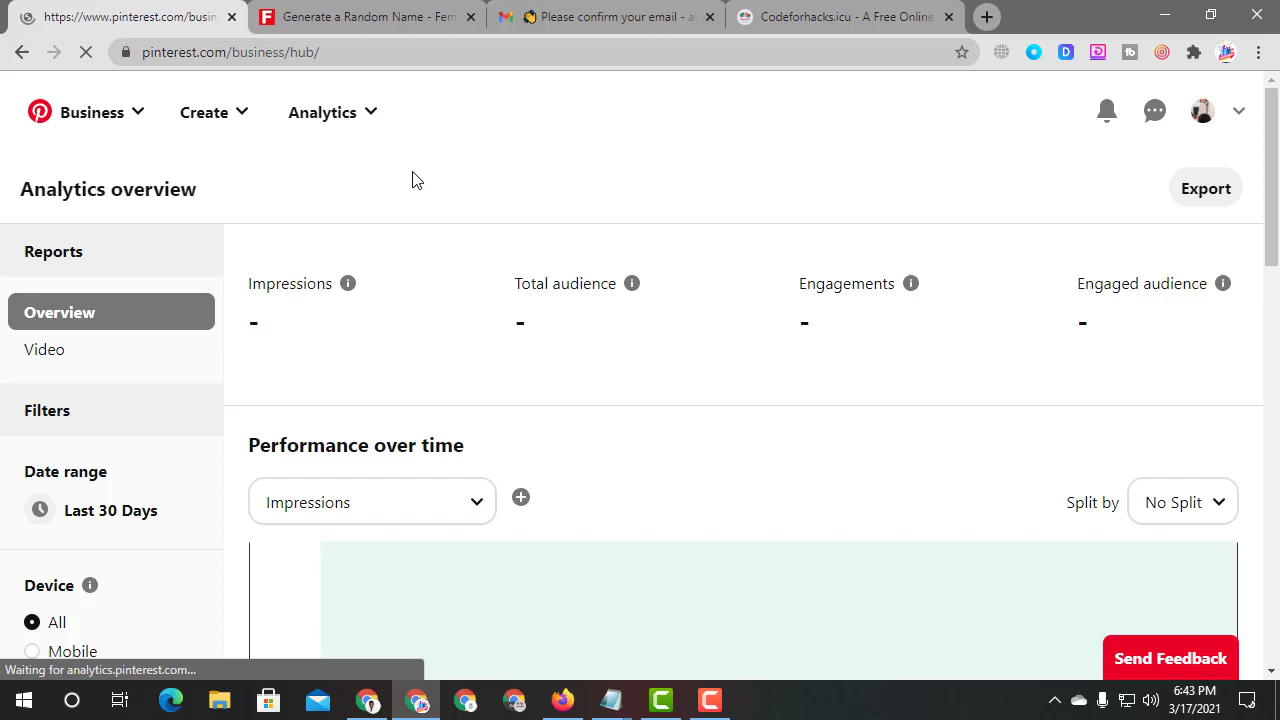 https://www.pinterest.com/busin
Generate a Random Name - Fem
Please confirm your email - a
Codeforhacks.icu - A Free Online
pinterest.com/business/hub/
Business
Create
Analytics
Analytics overview
Export
Reports
Overview
Video
Filters
Date range
Last 30 Days
Device
All
Mobile
Impressions
-
Total audience
-
Engagements
-
Engaged audience
-
Performance over time
Impressions
Split by
No Split
Send Feedback
Waiting for analytics.pinterest.com...
6:43 PM
3/17/2021